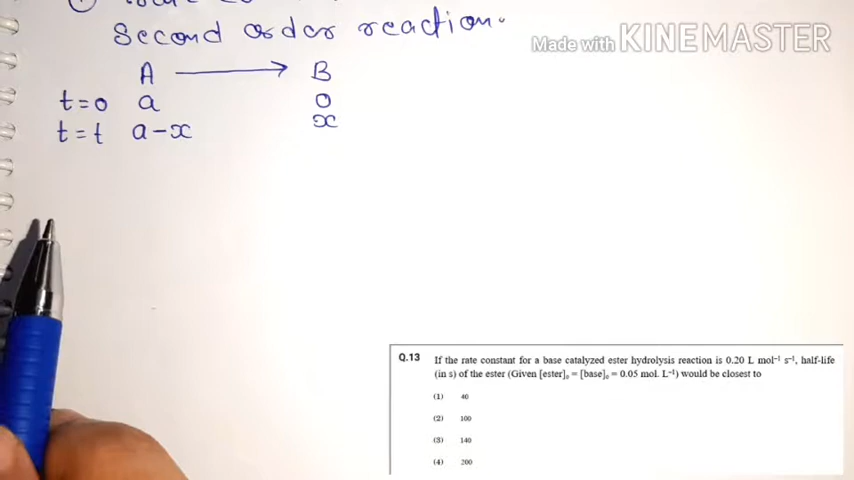 Second order reaction.
Made with KINEMASTER
A ⟶ B
t=0 a 0
t=t a-x x
Q.13 If the rate constant for a base catalyzed ester hydrolysis reaction is 0.20 L mol⁻¹ s⁻¹, half-life
(in s) of the ester (Given [ester]₀ = [base]₀ = 0.05 mol. L⁻¹) would be closest to
(1) 40
(2) 100
(3) 140
(4) 200